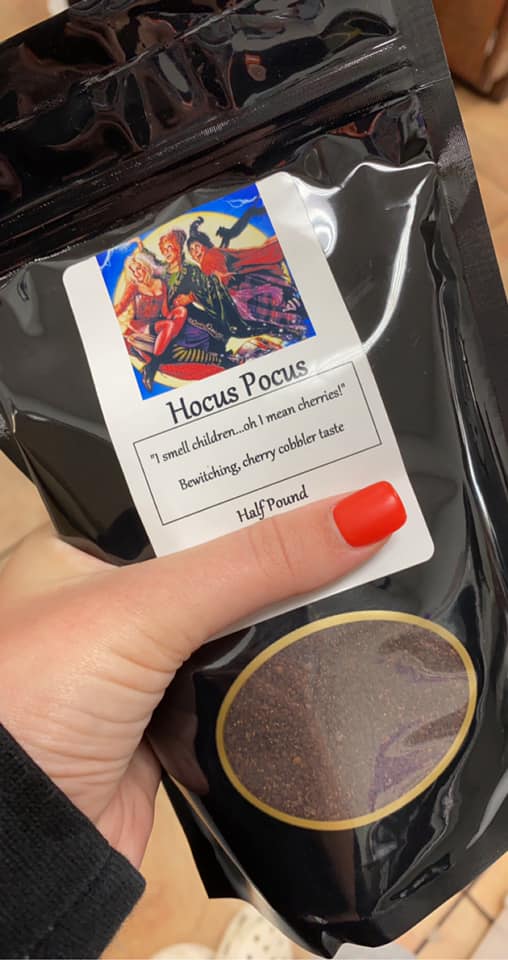 Hocus Pocus
"I smell children...oh I mean cherries!"
Bewitching, cherry cobbler taste
Half Pound